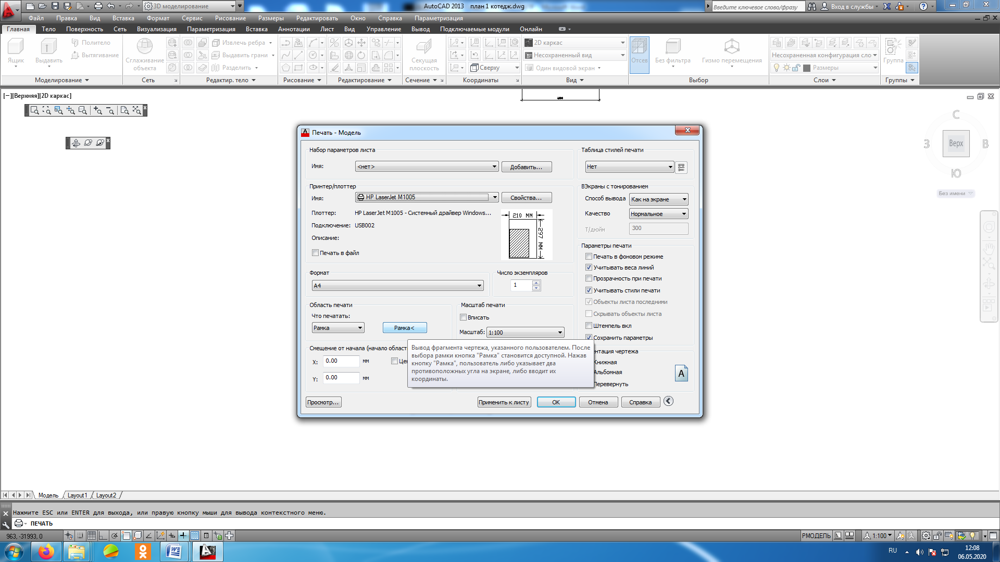 3D моделирование
AutoCAD 2013 план 1 котедж.dwg
Введите ключевое слово/фразу
Вход в службы
Файл Правка Вид Вставка Формат Сервис Рисование Размеры Редактировать Окно Справка Параметризация
Главная Тело Поверхность Сеть Визуализация Параметризация Вставка Аннотации Лист Вид Управление Вывод Подключаемые модули Онлайн
Ящик
Выдавить
Политело
Вытягивание
Сглаживание объекта
Извлечь ребра
Выдавить грани
Разделить
Секущая плоскость
Сверху
2D каркас
Несохраненный вид
Один видовой экран
Отсев
Без фильтра
Гизмо перемещения
Несохраненная конфигурация сло
Размеры
Группа
Моделирование Сеть Редактир. тело Рисование Редактирование Сечение Координаты Вид Выбор Слои Группы
[−][Верхняя][2D каркас]
С
З
Верх
В
Ю
Без имени
Печать - Модель
Набор параметров листа
Имя: <нет> Добавить...
Таблица стилей печати
Нет
Принтер/плоттер
Имя: HP LaserJet M1005 Свойства...
Плоттер: HP LaserJet M1005 - Системный драйвер Windows...
Подключение: USB002
Описание:
Печать в файл
210 MM
297 MM
ВЭкраны с тонированием
Способ вывода Как на экране
Качество Нормальное
Т/дюйм 300
Параметры печати
Печать в фоновом режиме
Учитывать веса линий
Прозрачность при печати
Учитывать стили печати
Объекты листа последними
Скрывать объекты листа
Штемпель вкл
Сохранить параметры
Формат
A4
Число экземпляров
1
Область печати
Что печатать:
Рамка Рамка<
Масштаб печати
Вписать
Масштаб: 1:100
Смещение от начала (начало област
X: 0.00 мм
Y: 0.00 мм
Це
Вывод фрагмента чертежа, указанного пользователем. После
выбора рамки кнопка "Рамка" становится доступной. Нажав
кнопку "Рамка", пользователь либо указывает два
противоположных угла на экране, либо вводит их
координаты.
ентация чертежа
Книжная
Альбомная
Перевернуть
A
Просмотр... Применить к листу OK Отмена Справка
Модель Layout1 Layout2
Нажмите ESC или ENTER для выхода, или правую кнопку мыши для вывода контекстного меню.
ПЕЧАТЬ
963, -31993, 0
РМОДЕЛЬ
1:100
RU
12:08
06.05.2020